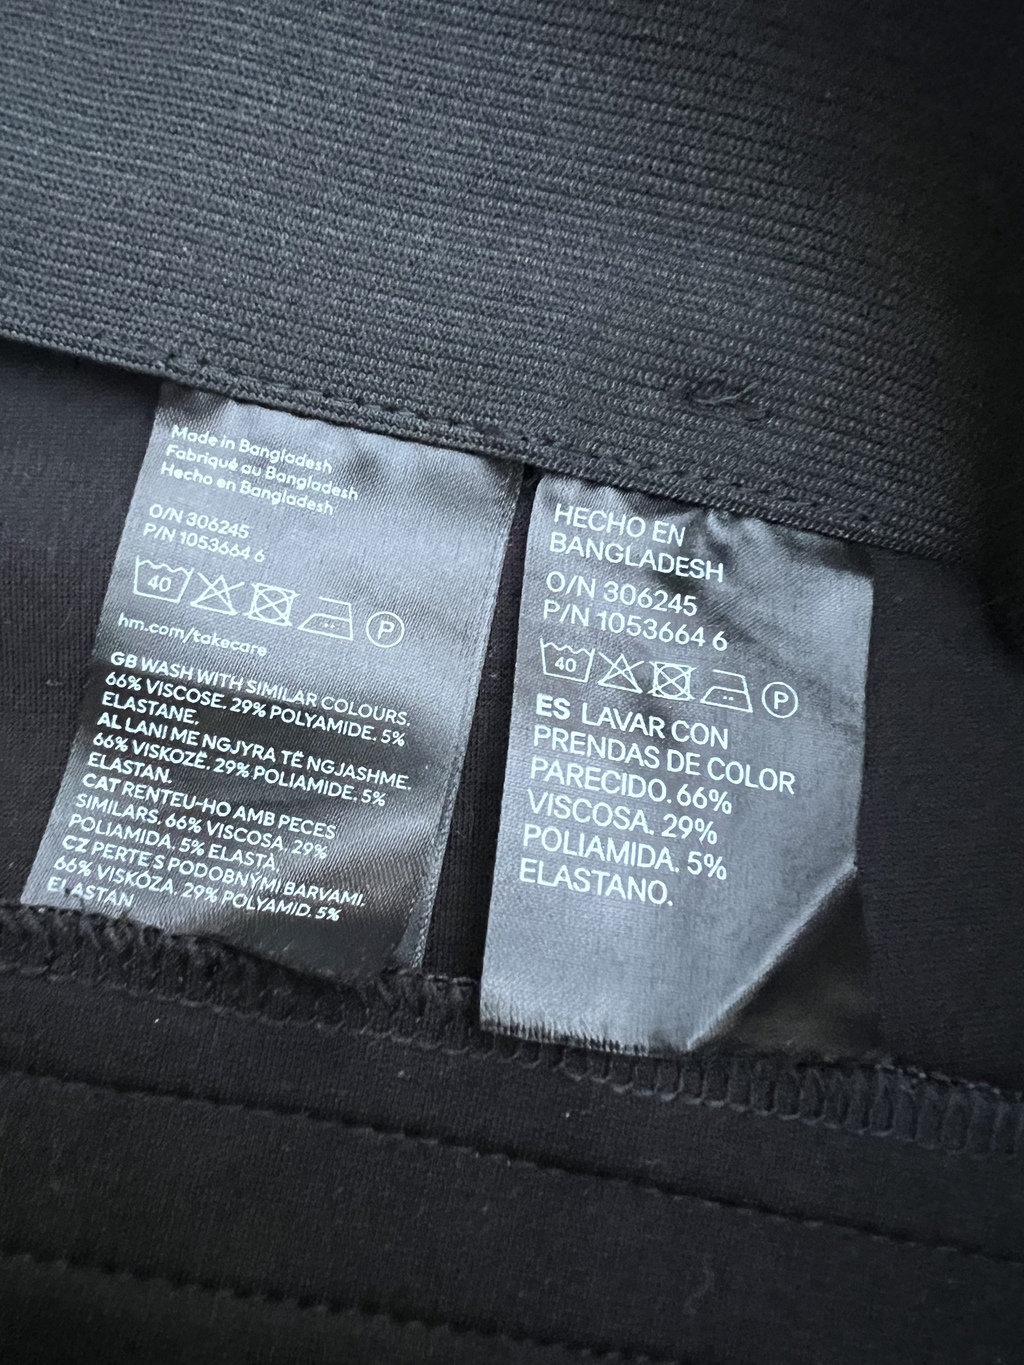 Made in Bangladesh
Fabriqué au Bangladesh
Hecho en Bangladesh
O/N 306245
P/N 1053664 6
40
P
hm.com/takecare
GB WASH WITH SIMILAR COLOURS.
66% VISCOSE. 29% POLYAMIDE. 5%
ELASTANE.
AL LANI ME NGJYRA TË NGJASHME.
66% VISKOZË. 29% POLIAMIDE. 5%
ELASTAN.
CAT RENTEU-HO AMB PECES
SIMILARS. 66% VISCOSA. 29%
POLIAMIDA. 5% ELASTÀ.
CZ PERTE S PODOBNÝMI BARVAMI.
66% VISKÓZA. 29% POLYAMID. 5%
ELASTAN
HECHO EN
BANGLADESH
O/N 306245
P/N 1053664 6
40
P
ES LAVAR CON
PRENDAS DE COLOR
PARECIDO. 66%
VISCOSA. 29%
POLIAMIDA. 5%
ELASTANO.